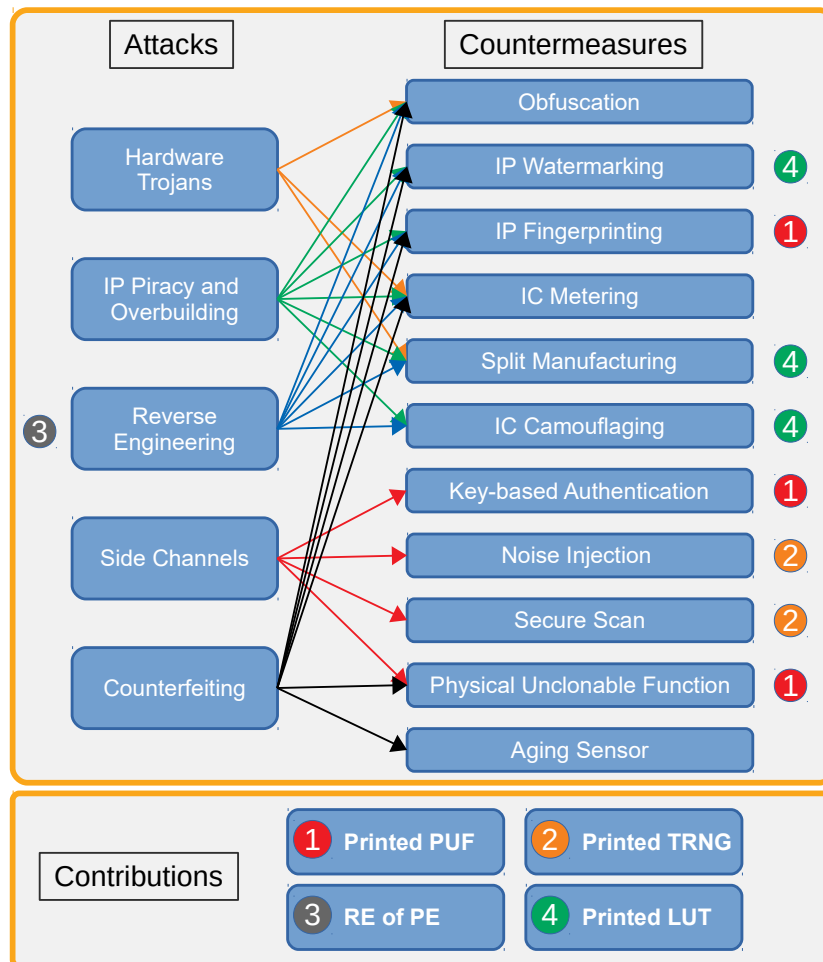 Attacks
Countermeasures
Hardware
Trojans
IP Piracy and
Overbuilding
3
Reverse
Engineering
Side Channels
Counterfeiting
Obfuscation
IP Watermarking
4
IP Fingerprinting
1
IC Metering
Split Manufacturing
4
IC Camouflaging
4
Key-based Authentication
1
Noise Injection
2
Secure Scan
2
Physical Unclonable Function
1
Aging Sensor
Contributions
1 Printed PUF
2 Printed TRNG
3 RE of PE
4 Printed LUT